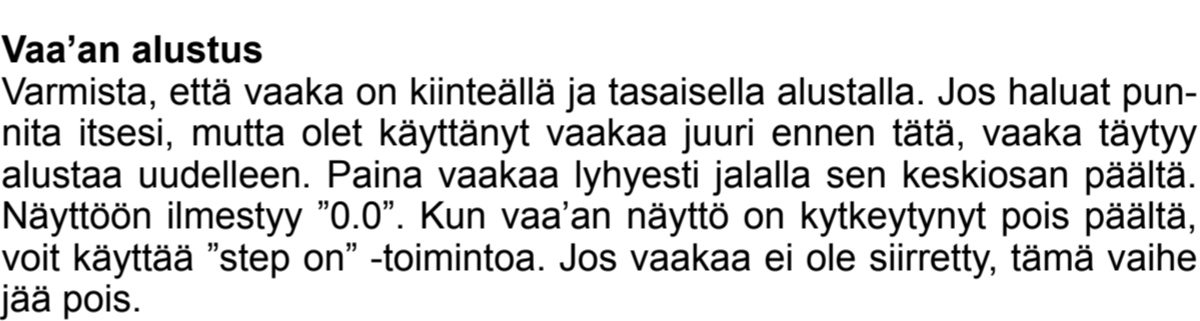 Vaa’an alustus
Varmista, että vaaka on kiinteällä ja tasaisella alustalla. Jos haluat pun-
nita itsesi, mutta olet käyttänyt vaakaa juuri ennen tätä, vaaka täytyy
alustaa uudelleen. Paina vaakaa lyhyesti jalalla sen keskiosan päältä.
Näyttöön ilmestyy ”0.0”. Kun vaa’an näyttö on kytkeytynyt pois päältä,
voit käyttää ”step on” -toimintoa. Jos vaakaa ei ole siirretty, tämä vaihe
jää pois.